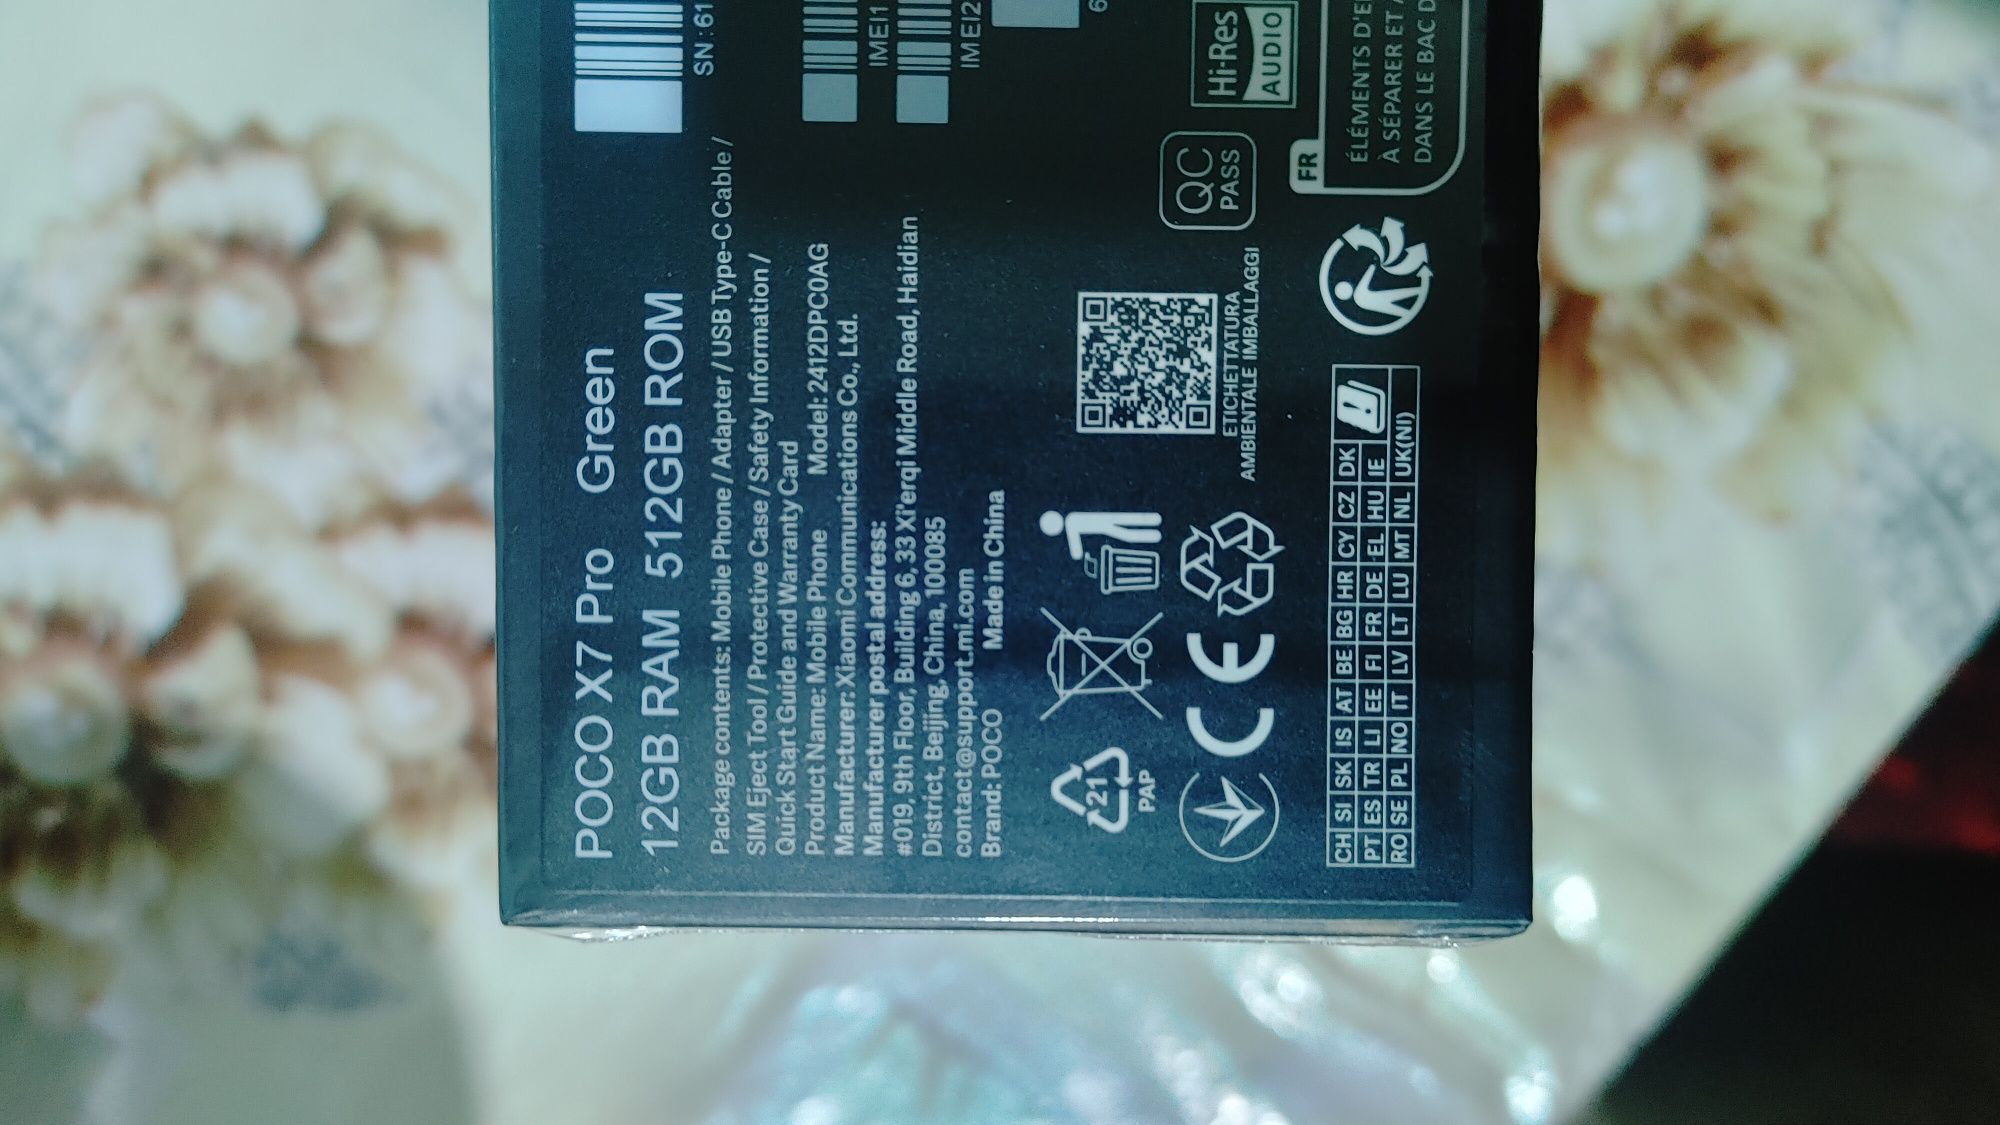 POCO X7 Pro Green
12GB RAM 512GB ROM
Package contents: Mobile Phone / Adapter / USB Type-C Cable /
SIM Eject Tool / Protective Case / Safety Information /
Quick Start Guide and Warranty Card
Product Name: Mobile Phone Model: 2412DPC0AG
Manufacturer: Xiaomi Communications Co., Ltd.
Manufacturer postal address:
#019, 9th Floor, Building 6, 33 Xi'erqi Middle Road, Haidian
District, Beijing, China, 100085
contact@support.mi.com
Brand: POCO Made in China
SN:61
IMEI1
IMEI2
6
21
PAP
CE
ETICHETTATURA
AMBIENTALE IMBALLAGGI
QC
PASS
Hi-Res
AUDIO
CH SI SK IS AT BE BG HR CY CZ DK
PT ES TR LI EE FI FR DE EL HU IE
RO SE PL NO IT LV LT LU MT NL UK(NI)
FR
ÉLÉMENTS D'E
À SÉPARER ET
DANS LE BAC D